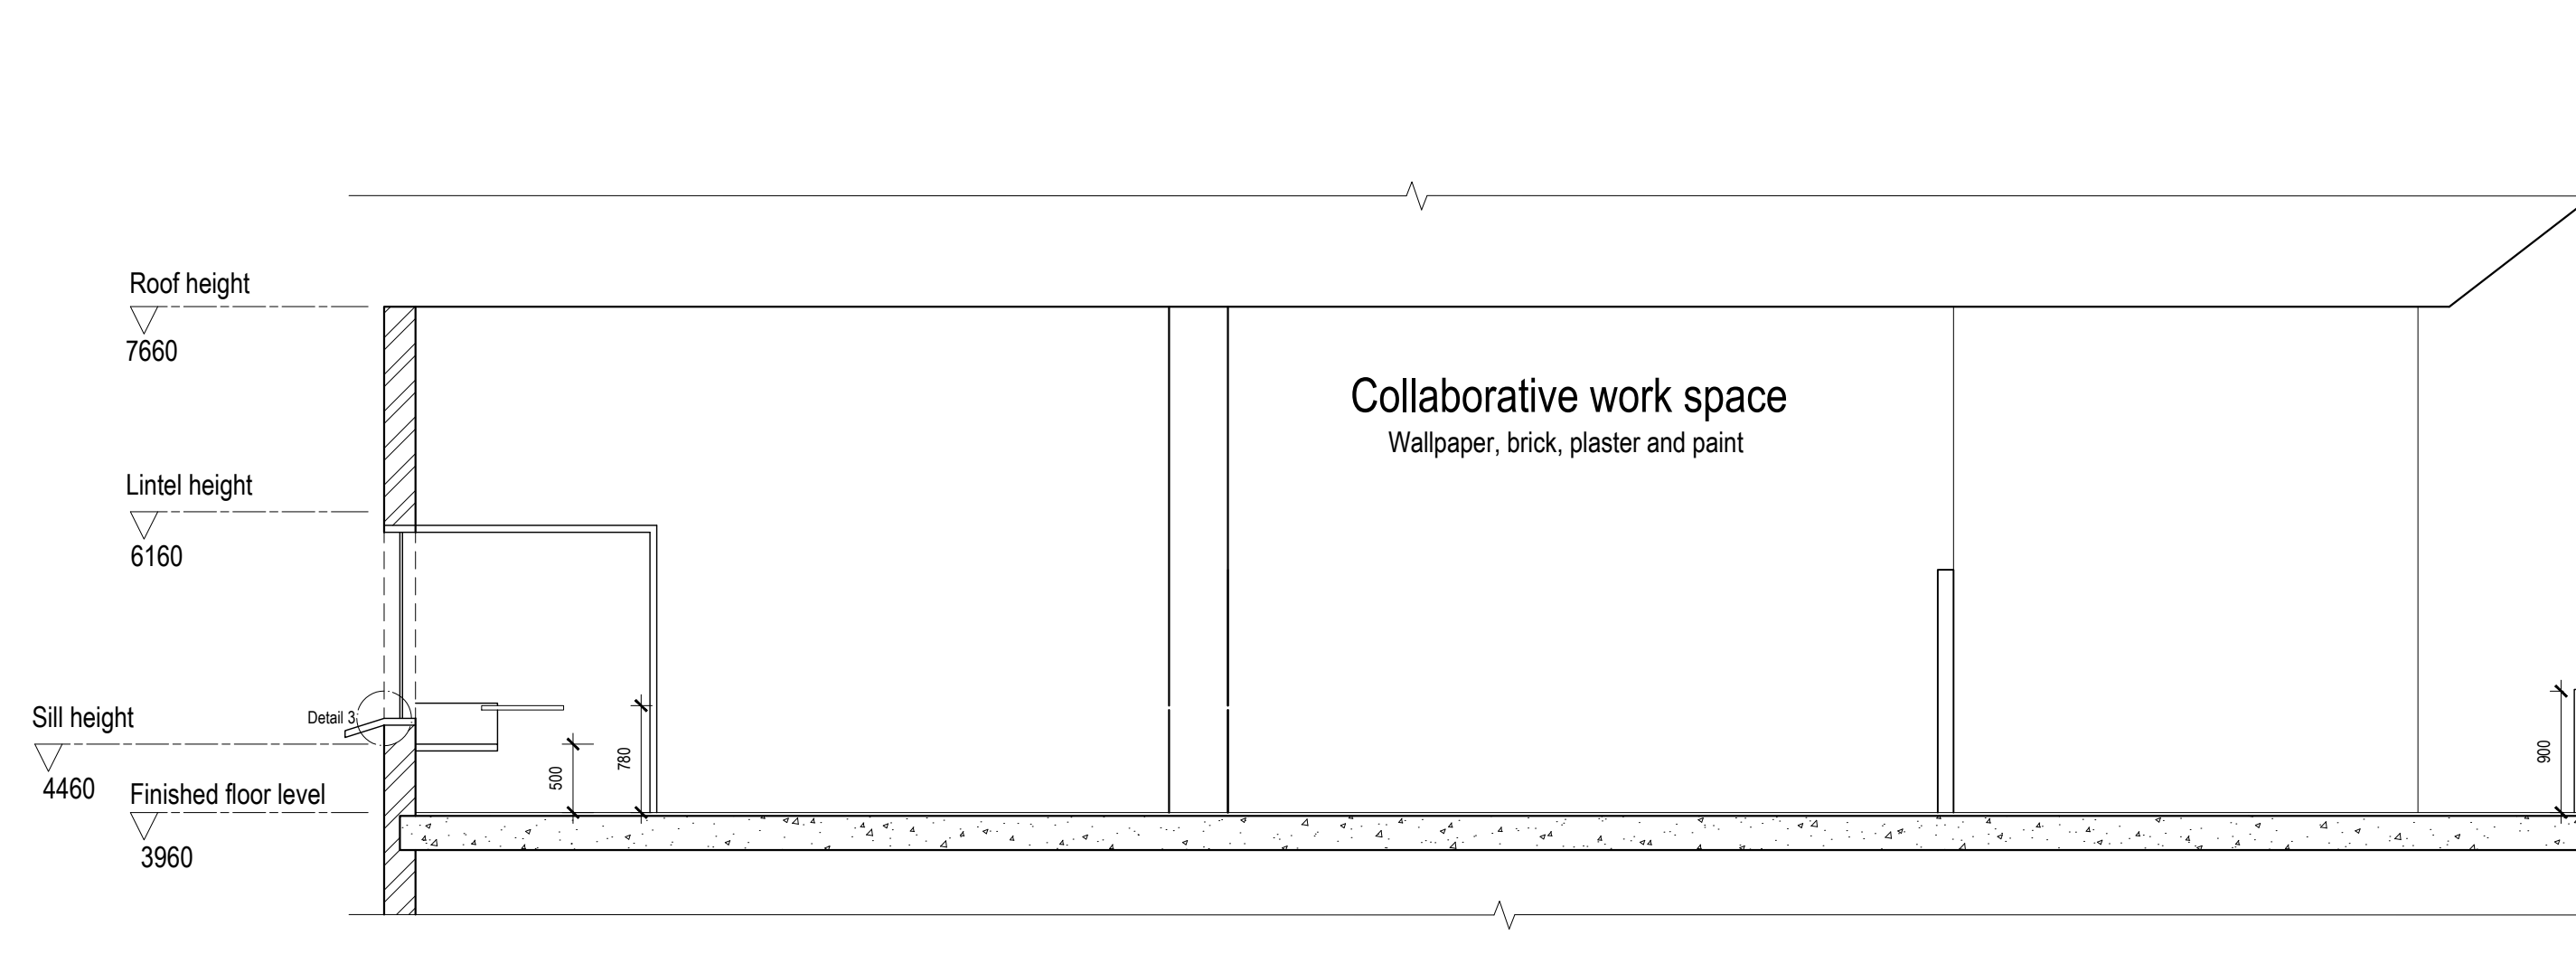 Roof height
7660
Collaborative work space
Wallpaper, brick, plaster and paint
Lintel height
6160
Detail 3
Sill height
4460
500
780
900
Finished floor level
3960